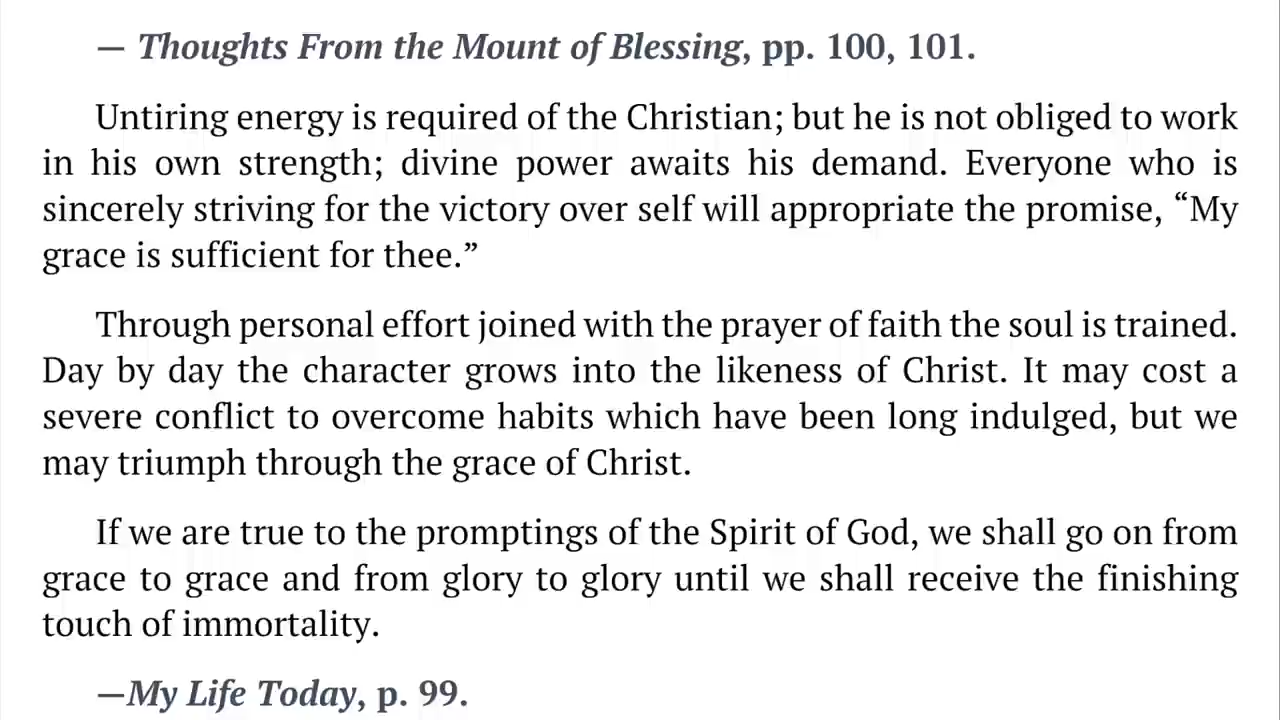 — Thoughts From the Mount of Blessing, pp. 100, 101.
Untiring energy is required of the Christian; but he is not obliged to work
in his own strength; divine power awaits his demand. Everyone who is
sincerely striving for the victory over self will appropriate the promise, “My
grace is sufficient for thee.”
Through personal effort joined with the prayer of faith the soul is trained.
Day by day the character grows into the likeness of Christ. It may cost a
severe conflict to overcome habits which have been long indulged, but we
may triumph through the grace of Christ.
If we are true to the promptings of the Spirit of God, we shall go on from
grace to grace and from glory to glory until we shall receive the finishing
touch of immortality.
—My Life Today, p. 99.